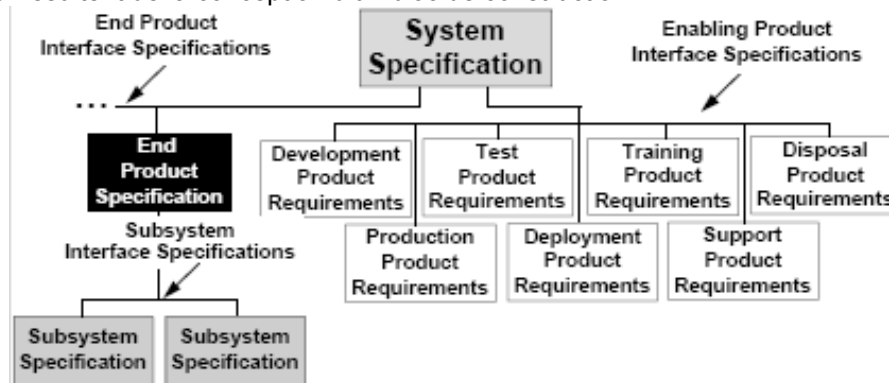 End Product
Interface Specifications
System
Specification
Enabling Product
Interface Specifications
...
End
Product
Specification
Development
Product
Requirements
Test
Product
Requirements
Training
Product
Requirements
Disposal
Product
Requirements
Production
Product
Requirements
Deployment
Product
Requirements
Support
Product
Requirements
Subsystem
Interface Specifications
Subsystem
Specification
Subsystem
Specification